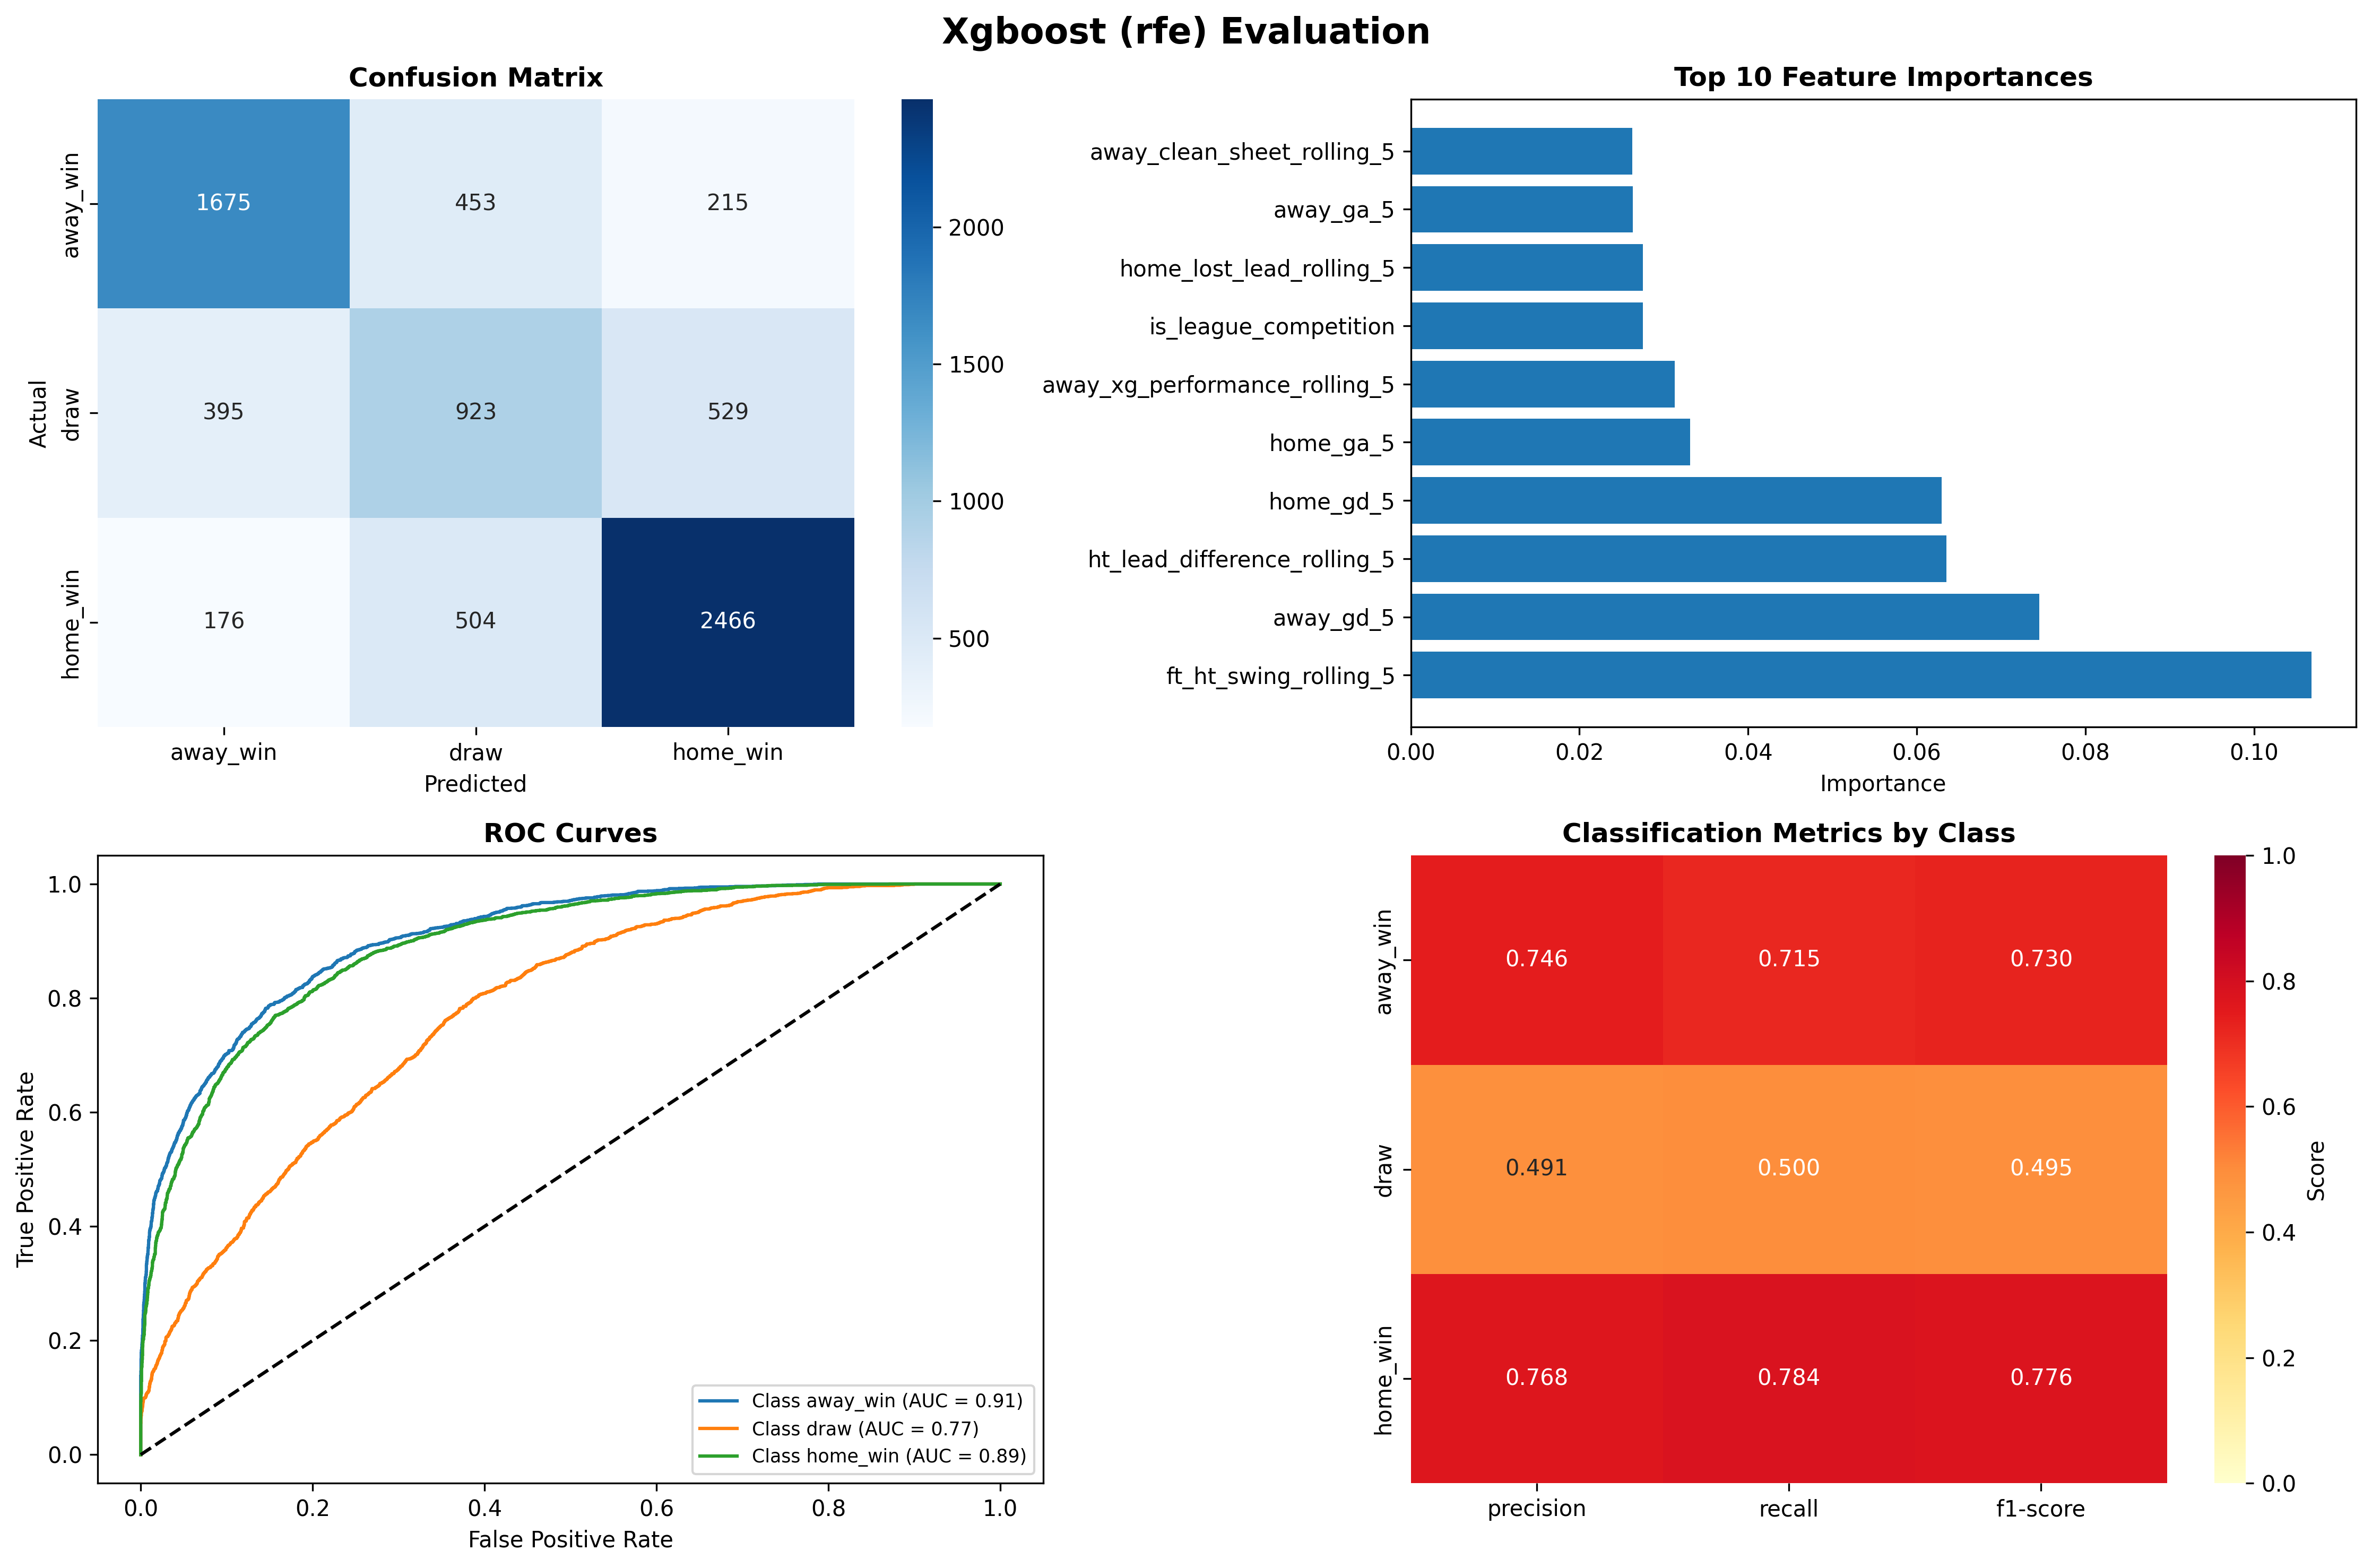 Xgboost (rfe) Evaluation
Confusion Matrix
Actual
away_win
draw
home_win
1675 453 215
395 923 529
176 504 2466
away_win draw home_win
Predicted
2000
1500
1000
500
Top 10 Feature Importances
away_clean_sheet_rolling_5
away_ga_5
home_lost_lead_rolling_5
is_league_competition
away_xg_performance_rolling_5
home_ga_5
home_gd_5
ht_lead_difference_rolling_5
away_gd_5
ft_ht_swing_rolling_5
0.00 0.02 0.04 0.06 0.08 0.10
Importance
ROC Curves
True Positive Rate
1.0
0.8
0.6
0.4
0.2
0.0
Class away_win (AUC = 0.91)
Class draw (AUC = 0.77)
Class home_win (AUC = 0.89)
0.0 0.2 0.4 0.6 0.8 1.0
False Positive Rate
Classification Metrics by Class
away_win
draw
home_win
0.746 0.715 0.730
0.491 0.500 0.495
0.768 0.784 0.776
precision recall f1-score
1.0
0.8
0.6
0.4
0.2
0.0
Score